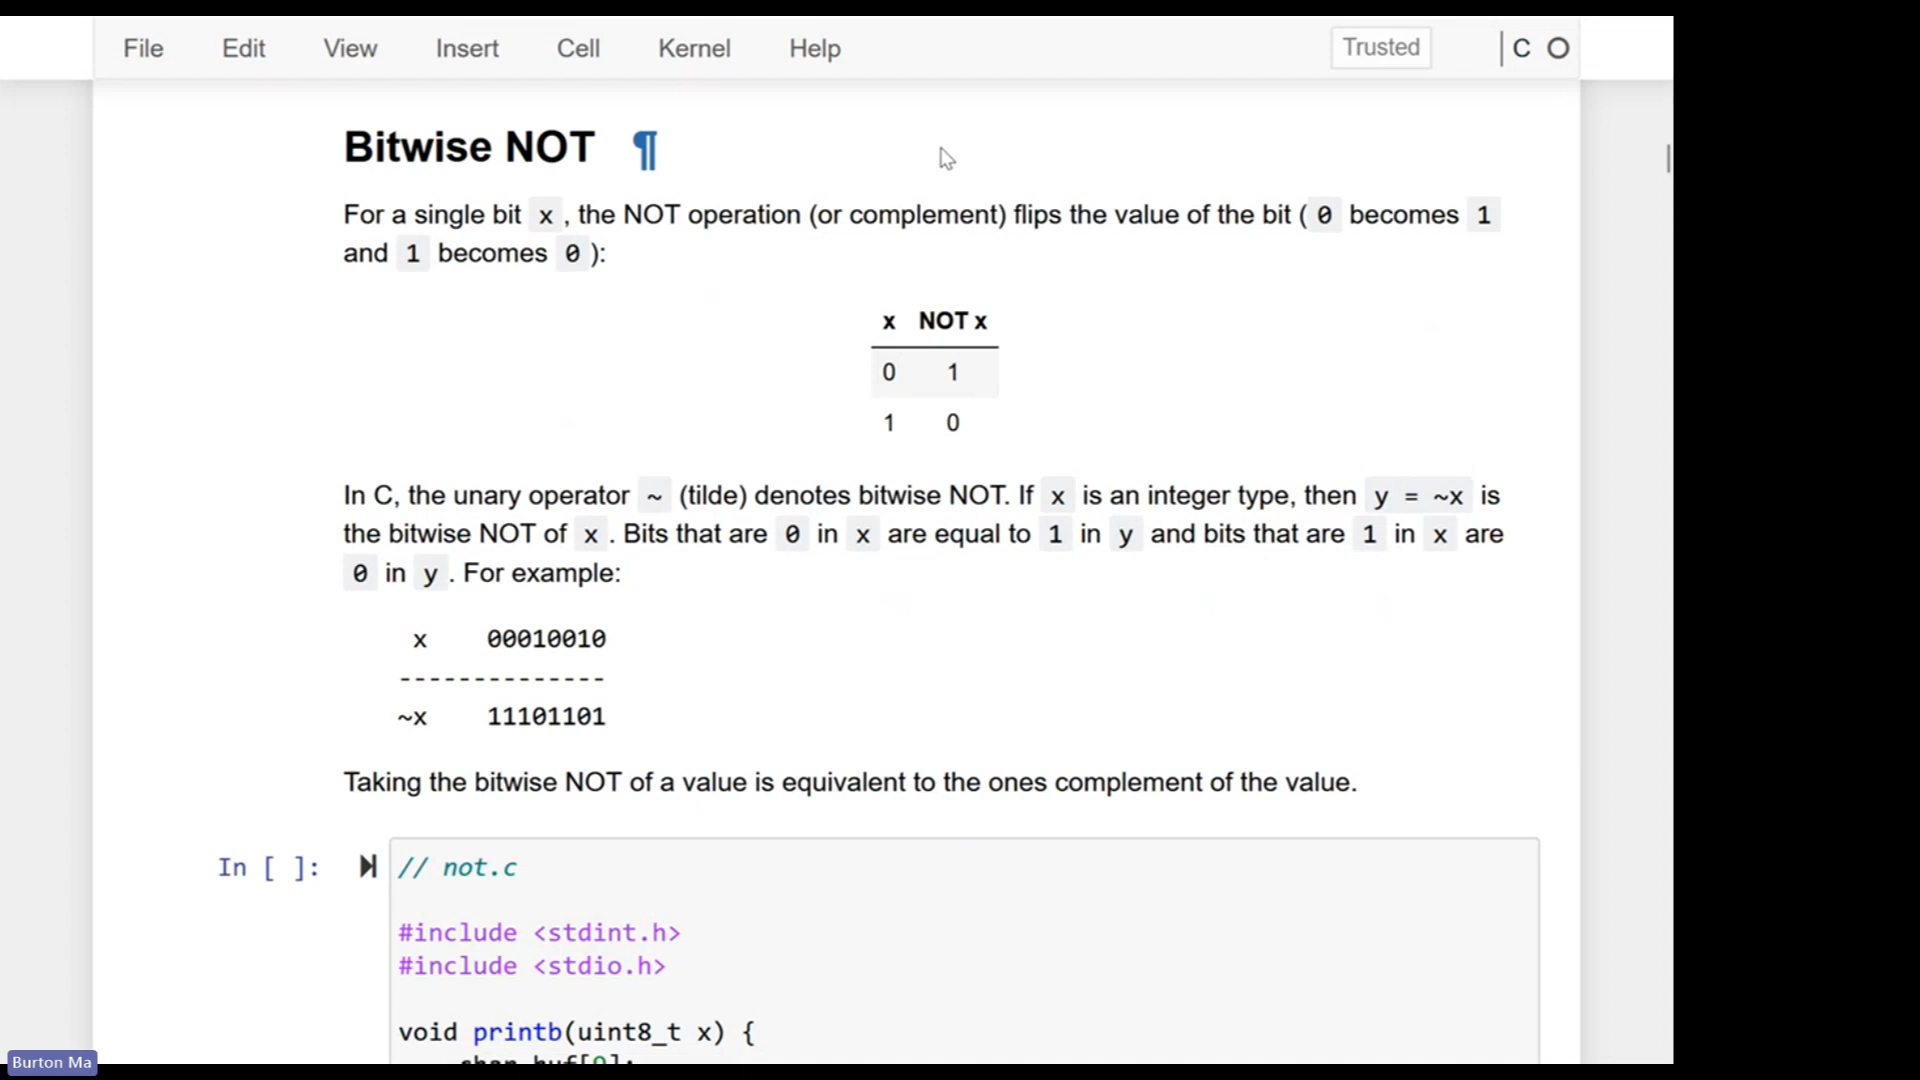 File Edit View Insert Cell Kernel Help Trusted C
Bitwise NOT ¶
For a single bit x , the NOT operation (or complement) flips the value of the bit ( 0 becomes 1
and 1 becomes 0 ):
x NOT x
0 1
1 0
In C, the unary operator ~ (tilde) denotes bitwise NOT. If x is an integer type, then y = ~x is
the bitwise NOT of x . Bits that are 0 in x are equal to 1 in y and bits that are 1 in x are
0 in y . For example:
x 00010010
--------------
~x 11101101
Taking the bitwise NOT of a value is equivalent to the ones complement of the value.
In [ ]: // not.c
#include <stdint.h>
#include <stdio.h>
void printb(uint8_t x) {
char buf[9];
Burton Ma